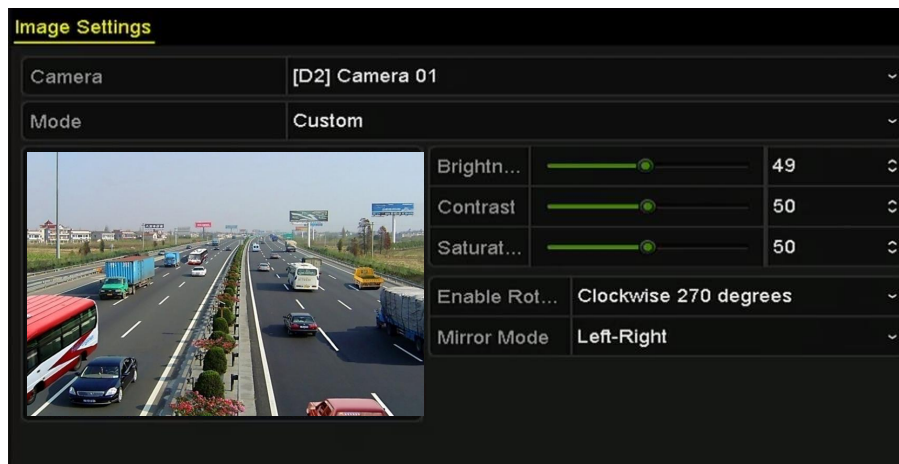 Image Settings
Camera [D2] Camera 01
Mode Custom
Brightn... 49
Contrast 50
Saturat... 50
Enable Rot... Clockwise 270 degrees
Mirror Mode Left-Right